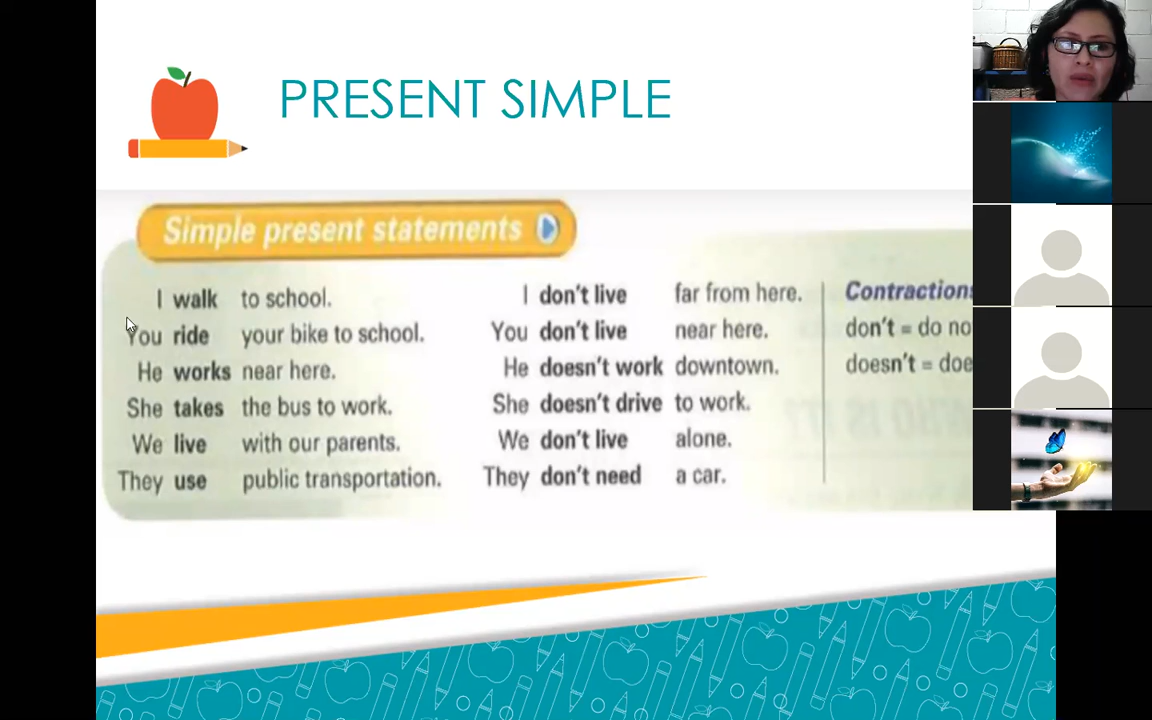 PRESENT SIMPLE
Simple present statements
I walk to school.
You ride your bike to school.
He works near here.
She takes the bus to work.
We live with our parents.
They use public transportation.
I don't live far from here.
You don't live near here.
He doesn't work downtown.
She doesn't drive to work.
We don't live alone.
They don't need a car.
Contractions
don't = do no
doesn't = doe